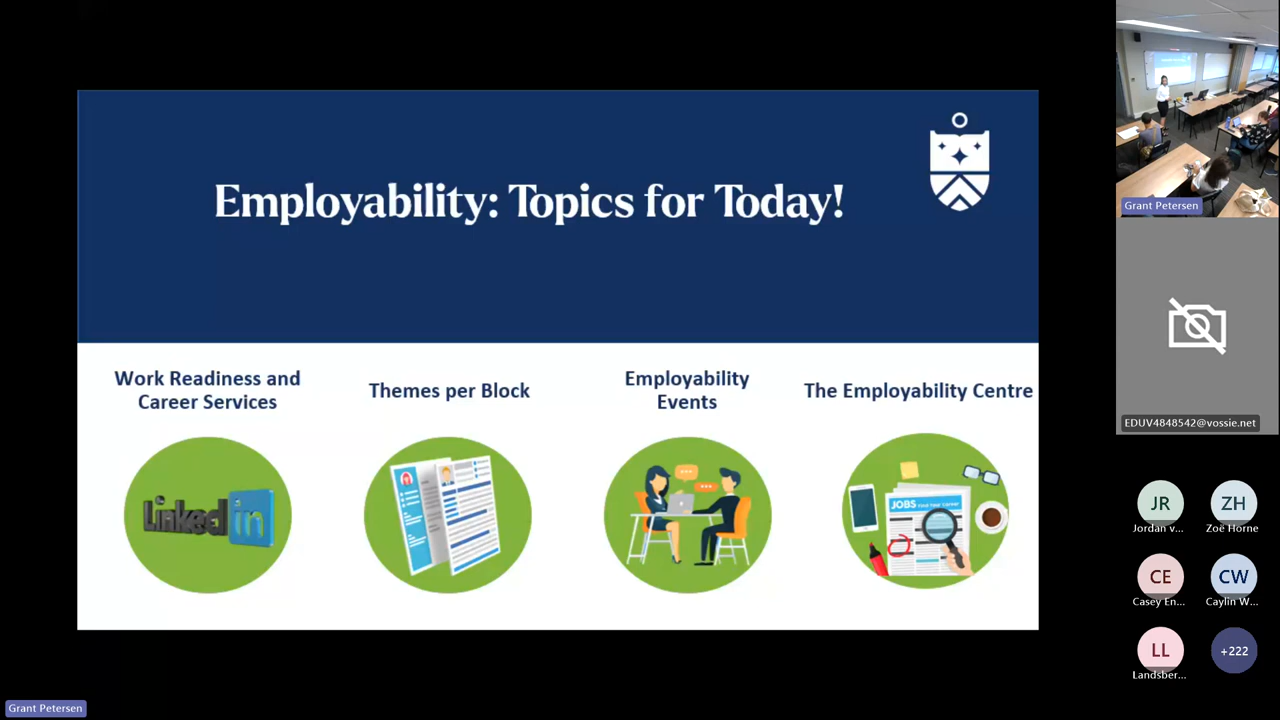 Employability: Topics for Today!
Work Readiness and
Career Services
Themes per Block
Employability
Events
The Employability Centre
Linked in
JOBS
Grant Petersen
EDUV4848542@vossie.net
JR
Jordan v...
ZH
Zoë Horne
CE
Casey En...
CW
Caylin W...
LL
Landsber...
+222
Grant Petersen